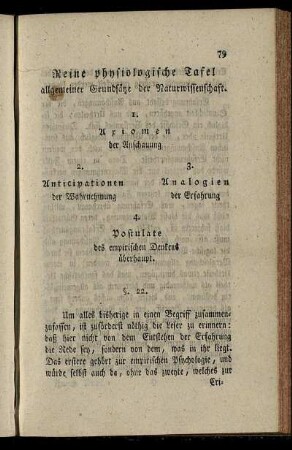 79
Reine physiologische Tafel
allgemeiner Grundsätze der Naturwissenschaft.
1.
Axiomen
der Anschauung
2. 3.
Anticipationen Analogien
der Wahrnehmung der Erfahrung
4.
Postulate
des empirischen Denkens
überhaupt.
§. 22.
Um alles bisherige in einen Begriff zusammen-
zufassen, ist zuförderst nöthig die Leser zu erinnern:
daß hier nicht von dem Entstehen der Erfahrung
die Rede sey, sondern von dem, was in ihr liegt.
Das erstere gehört zur empirischen Psychologie, und
würde selbst auch da, ohne das zweyte, welches zur
Cri-